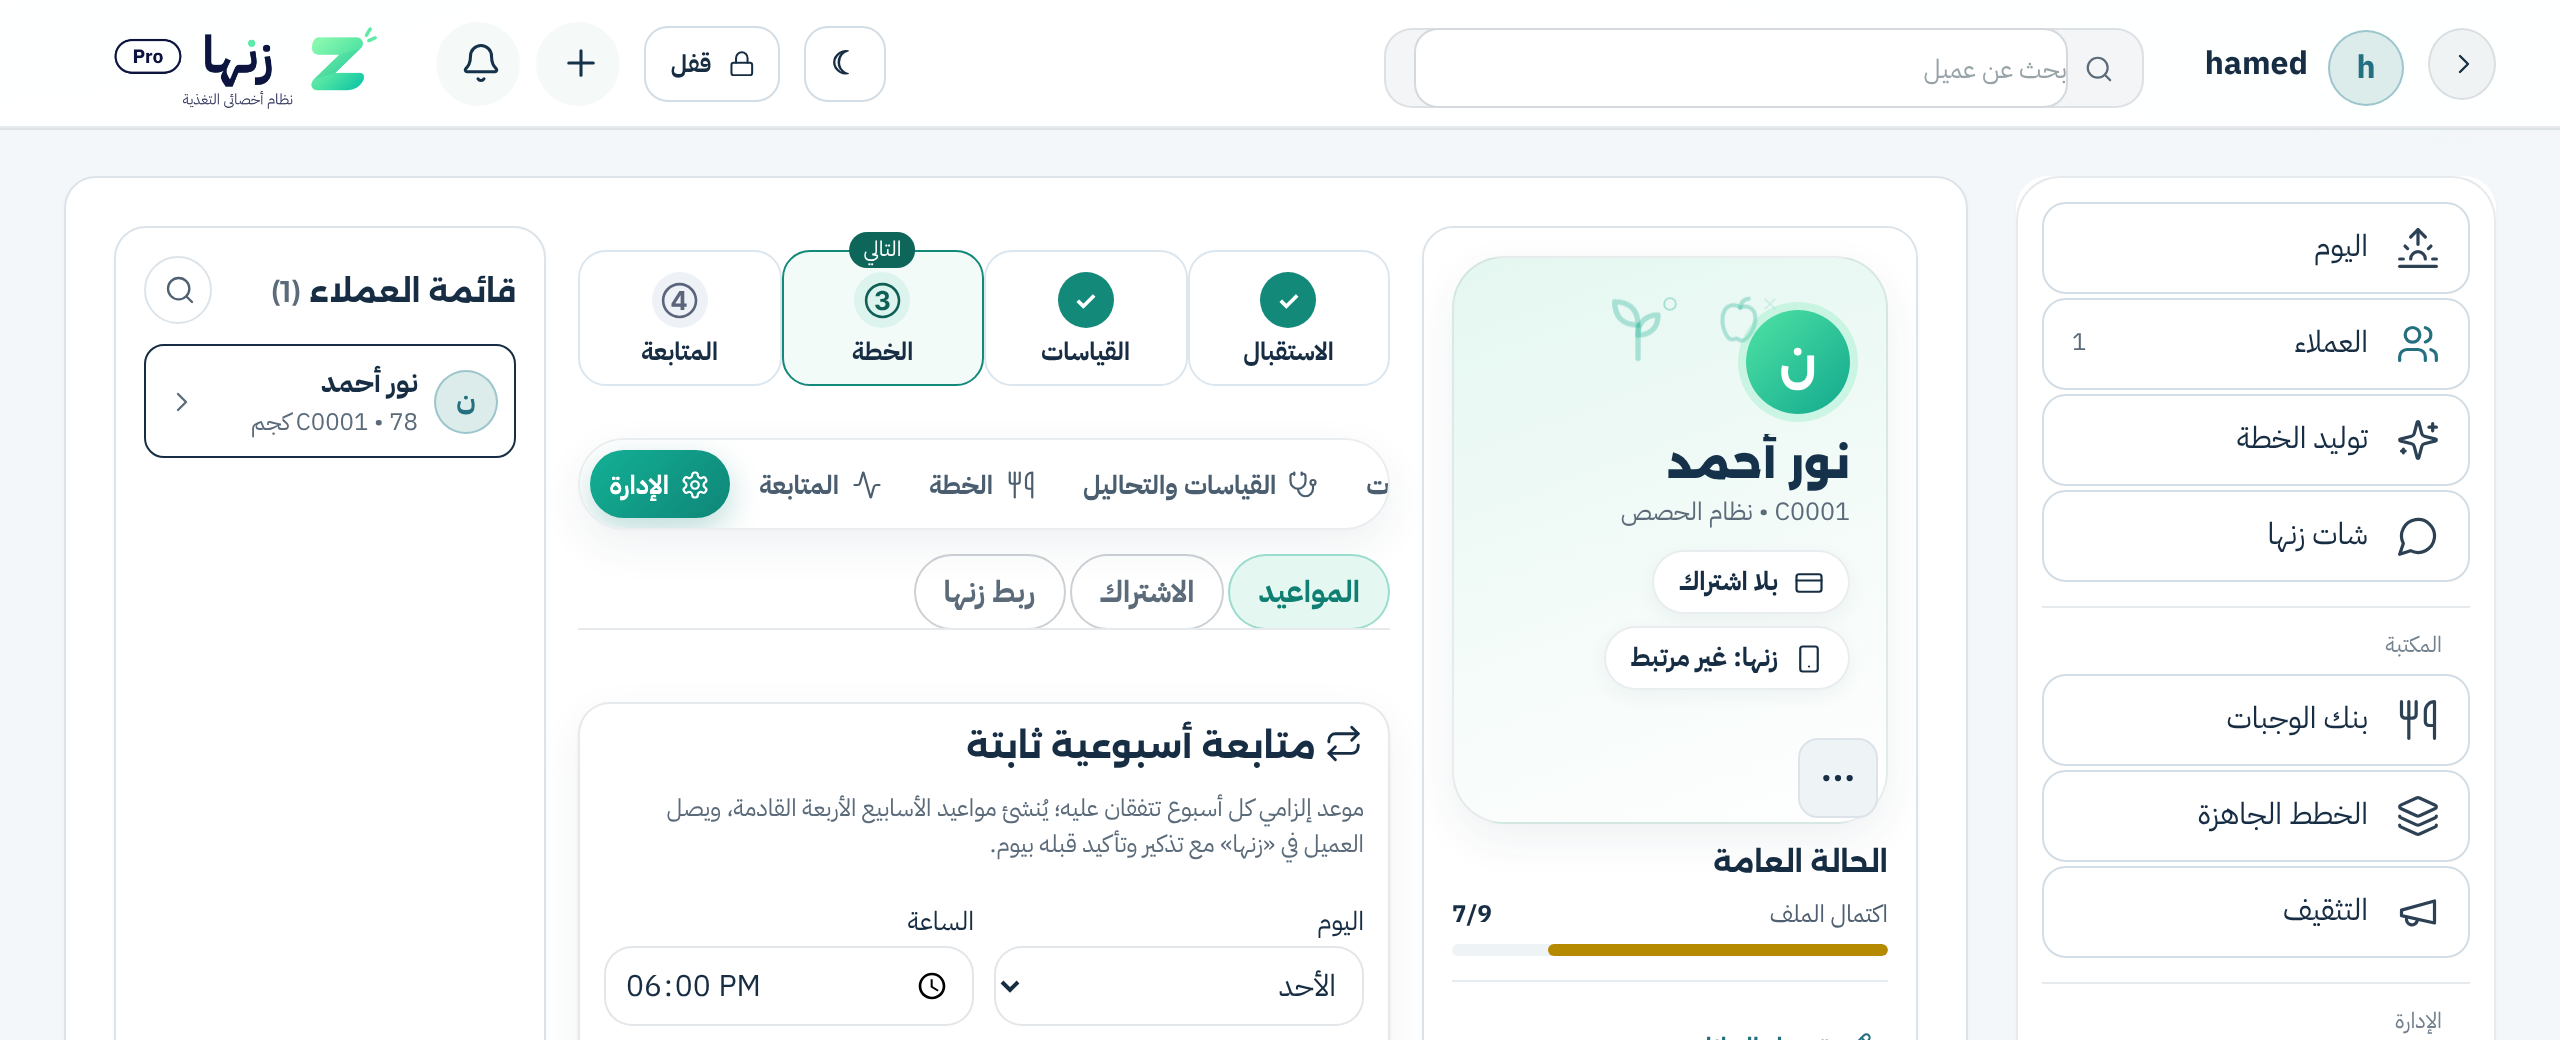 hamed
h
بحث عن عميل
قفل
زنها
Pro
نظام أخصائي التغذية
اليوم
العملاء
1
توليد الخطة
شات زنها
المكتبة
بنك الوجبات
الخطط الجاهزة
التثقيف
الإدارة
ن
نور أحمد
C0001 • نظام الحصص
بلا اشتراك
زنها: غير مرتبط
الحالة العامة
اكتمال الملف
7/9
الاستقبال
القياسات
التالي
3
الخطة
4
المتابعة
القياسات والتحاليل
الخطة
المتابعة
الإدارة
المواعيد
الاشتراك
ربط زنها
متابعة أسبوعية ثابتة
موعد إلزامي كل أسبوع تتفقان عليه؛ يُنشئ مواعيد الأسابيع الأربعة القادمة، ويصل
العميل في «زنها» مع تذكير وتأكيد قبله بيوم.
اليوم
الأحد
الساعة
06:00 PM
قائمة العملاء (1)
ن
نور أحمد
C0001 • 78 كجم